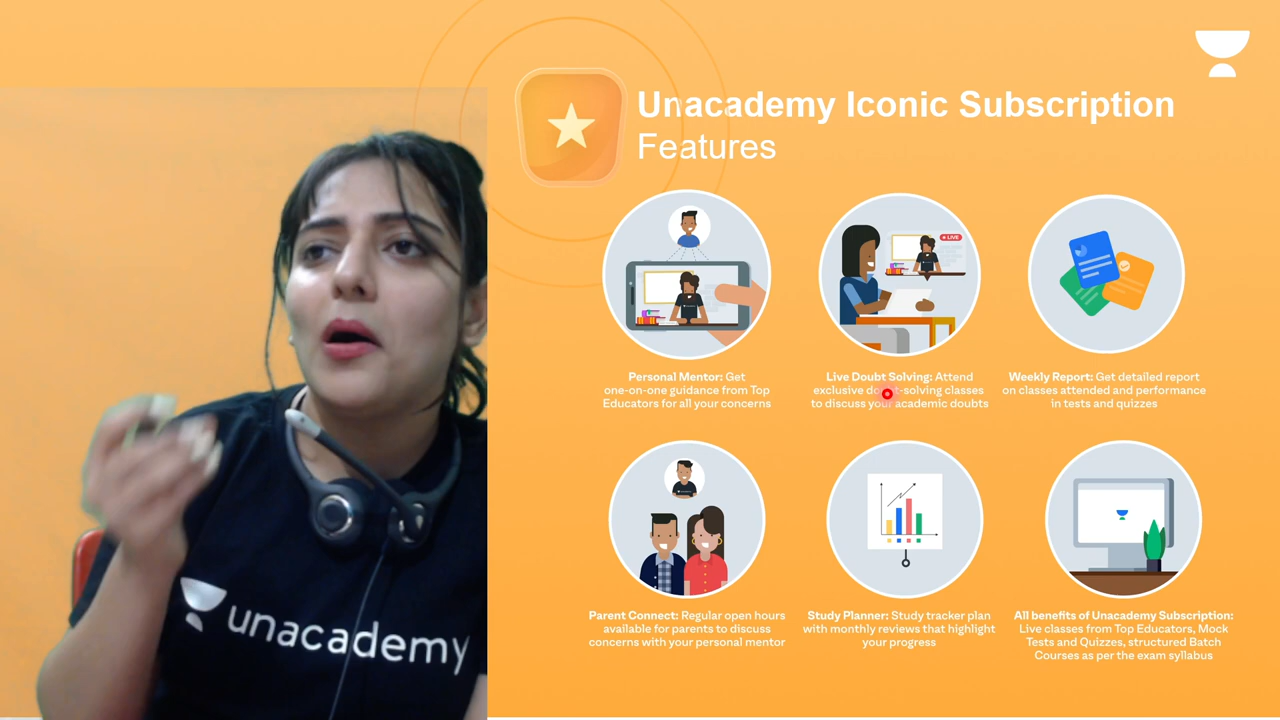 Unacademy Iconic Subscription
Features
LIVE
Personal Mentor: Get
one-on-one guidance from Top
Educators for all your concerns
Live Doubt Solving: Attend
exclusive doubt-solving classes
to discuss your academic doubts
Weekly Report: Get detailed report
on classes attended and performance
in tests and quizzes
Parent Connect: Regular open hours
available for parents to discuss
concerns with your personal mentor
Study Planner: Study tracker plan
with monthly reviews that highlight
your progress
All benefits of Unacademy Subscription:
Live classes from Top Educators, Mock
Tests and Quizzes, structured Batch
Courses as per the exam syllabus
unacademy